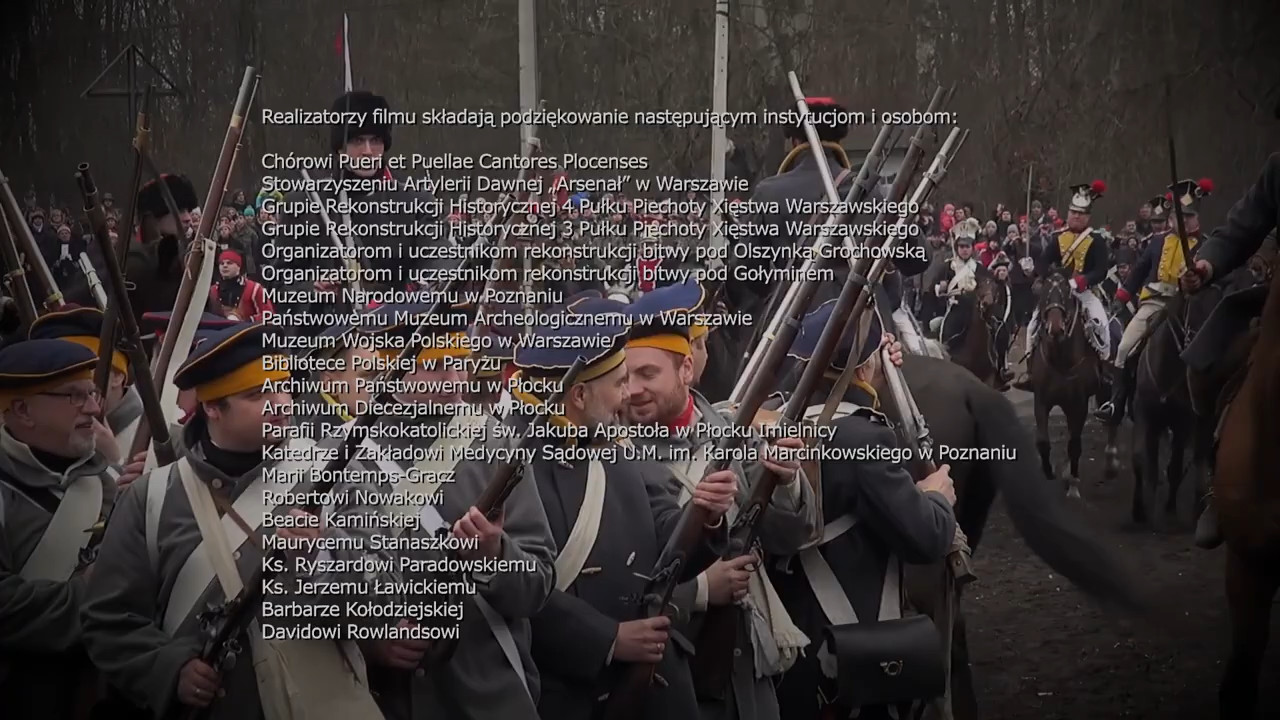 Realizatorzy filmu składają podziękowanie następującym instytucjom i osobom:
Chórowi Pueri et Puellae Cantores Plocenses
Stowarzyszeniu Artylerii Dawnej „Arsenał” w Warszawie
Grupie Rekonstrukcji Historycznej 4 Pułku Piechoty Xięstwa Warszawskiego
Grupie Rekonstrukcji Historycznej 3 Pułku Piechoty Xięstwa Warszawskiego
Organizatorom i uczestnikom rekonstrukcji bitwy pod Olszynką Grochowską
Organizatorom i uczestnikom rekonstrukcji bitwy pod Gołyminem
Muzeum Narodowemu w Poznaniu
Państwowemu Muzeum Archeologicznemu w Warszawie
Muzeum Wojska Polskiego w Warszawie
Bibliotece Polskiej w Paryżu
Archiwum Państwowemu w Płocku
Archiwum Diecezjalnemu w Płocku
Parafii Rzymskokatolickiej św. Jakuba Apostoła w Płocku Imielnicy
Katedrze i Zakładowi Medycyny Sądowej U.M. im. Karola Marcinkowskiego w Poznaniu
Marii Bontemps-Gracz
Robertowi Nowakowi
Beacie Kamińskiej
Maurycemu Stanaszkowi
Ks. Ryszardowi Paradowskiemu
Ks. Jerzemu Ławickiemu
Barbarze Kołodziejskiej
Davidowi Rowlandsowi